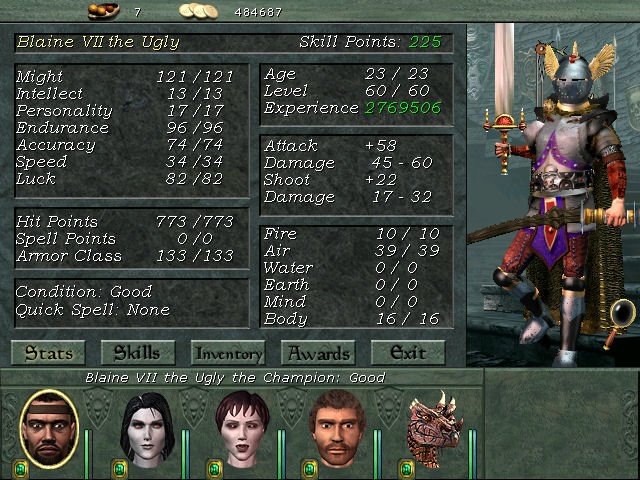 7 484687
Blaine VII the Ugly Skill Points: 225
Might 121 / 121
Intellect 13 / 13
Personality 17 / 17
Endurance 96 / 96
Accuracy 74 / 74
Speed 34 / 34
Luck 82 / 82
Age 23 / 23
Level 60 / 60
Experience 2769506
Attack +58
Damage 45 - 60
Shoot +22
Damage 17 - 32
Hit Points 773 / 773
Spell Points 0 / 0
Armor Class 133 / 133
Fire 10 / 10
Air 39 / 39
Water 0 / 0
Earth 0 / 0
Mind 0 / 0
Body 16 / 16
Condition: Good
Quick Spell: None
Stats Skills Inventory Awards Exit
Blaine VII the Ugly the Champion: Good